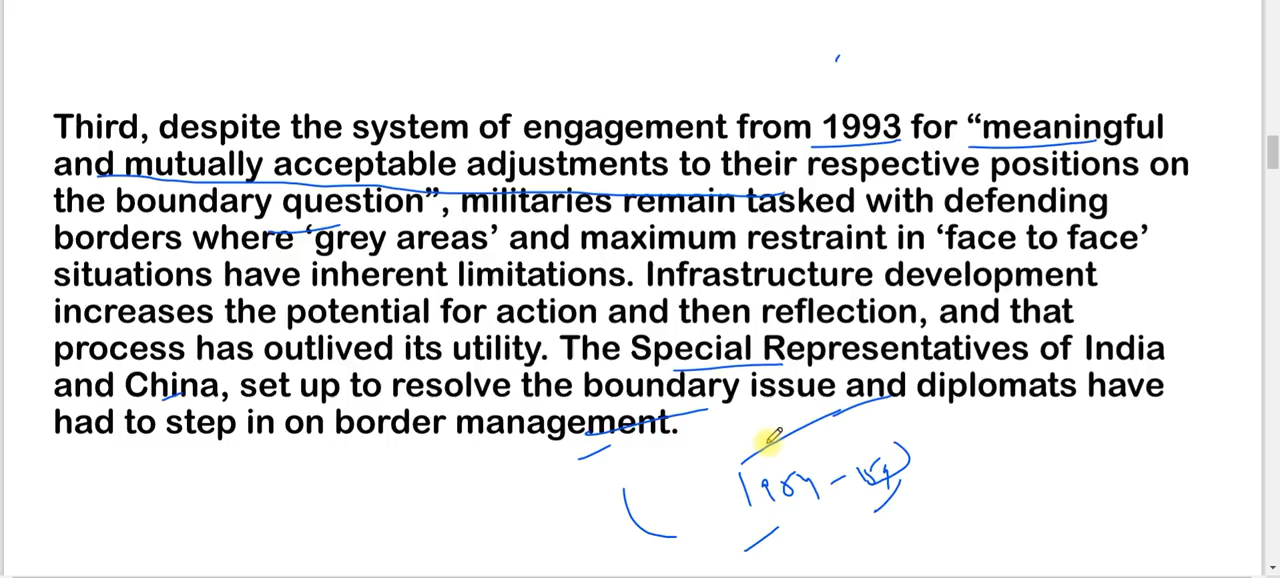 Third, despite the system of engagement from 1993 for “meaningful
and mutually acceptable adjustments to their respective positions on
the boundary question”, militaries remain tasked with defending
borders where ‘grey areas’ and maximum restraint in ‘face to face’
situations have inherent limitations. Infrastructure development
increases the potential for action and then reflection, and that
process has outlived its utility. The Special Representatives of India
and China, set up to resolve the boundary issue and diplomats have
had to step in on border management.